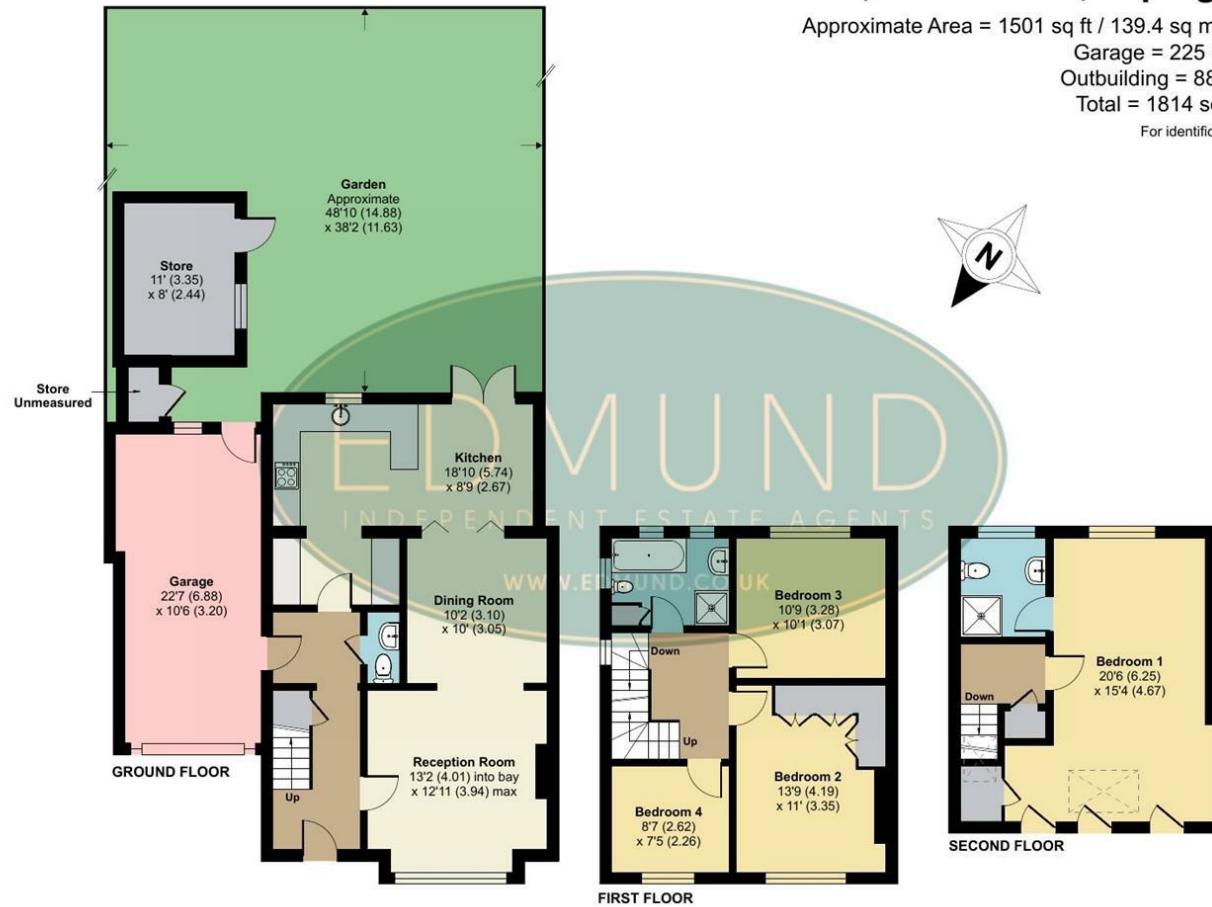 Approximate Area = 1501 sq ft / 139.4 sq m
Garage = 225
Outbuilding = 88
Total = 1814
For
Garden
Approximate
48'10 (14.88)
x 38'2 (11.63)
Store
11' (3.35)
x 8' (2.44)
N
Store
Unmeasured
EDMUND
INDEPENDENT ESTATE AGENTS
WWW.EDMUND.CO.UK
Kitchen
18'10 (5.74)
x 8'9 (2.67)
Garage
22'7 (6.88)
x 10'6 (3.20)
Dining Room
10'2 (3.10)
x 10' (3.05)
Reception Room
13'2 (4.01) into bay
x 12'11 (3.94) max
Up
GROUND FLOOR
Bedroom 3
10'9 (3.28)
x 10'1 (3.07)
Down
Up
Bedroom 2
13'9 (4.19)
x 11' (3.35)
Bedroom 4
8'7 (2.62)
x 7'5 (2.26)
FIRST FLOOR
Bedroom 1
20'6 (6.25)
x 15'4 (4.67)
Down
SECOND FLOOR